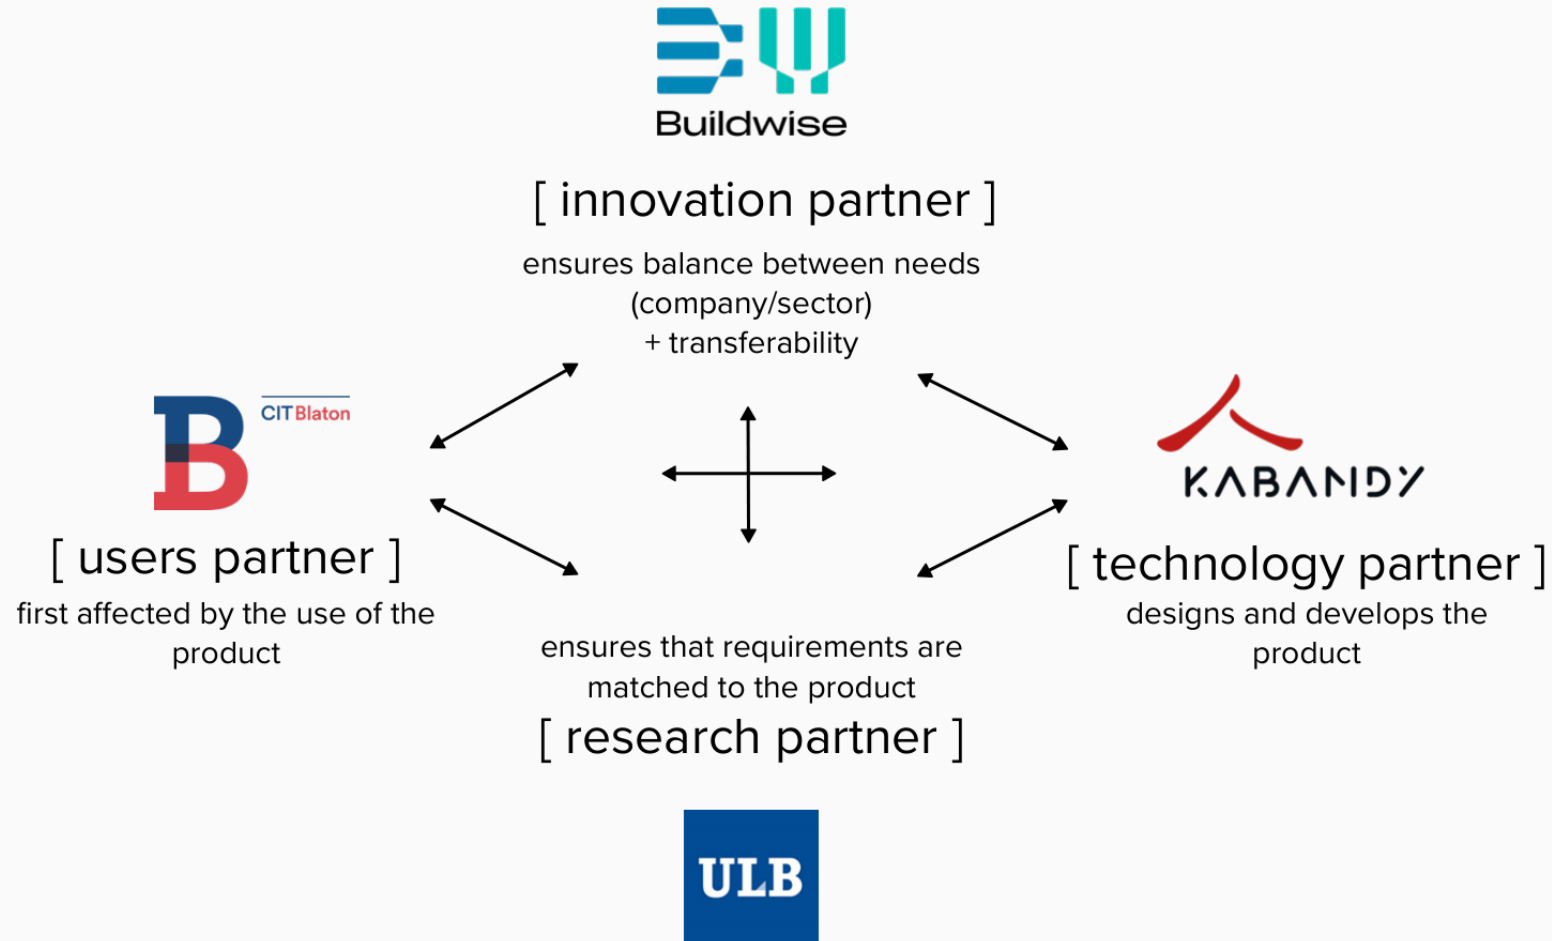 Buildwise
[ innovation partner ]
ensures balance between needs
(company/sector)
+ transferability
CITBlaton
B
[ users partner ]
first affected by the use of the
product
KABANDY
[ technology partner ]
designs and develops the
product
ensures that requirements are
matched to the product
[ research partner ]
ULB